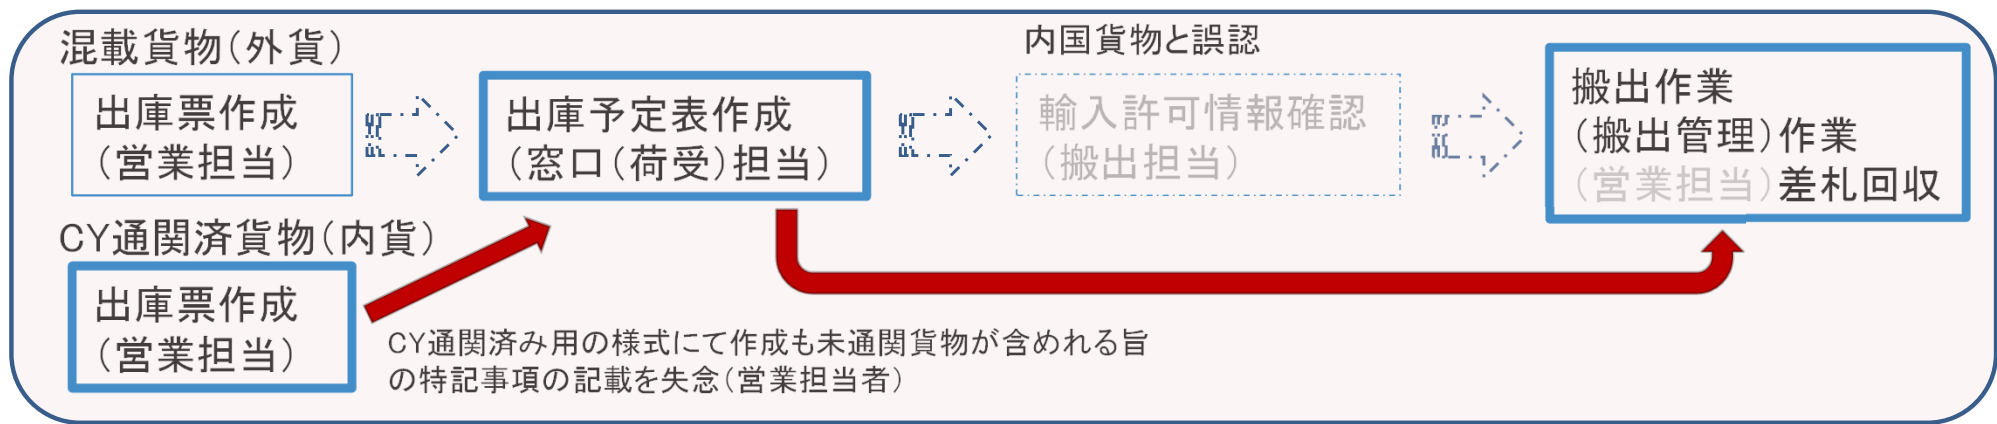 混載貨物(外貨)
出庫票作成
(営業担当)
出庫予定表作成
(窓口(荷受)担当)
内国貨物と誤認
輸入許可情報確認
(搬出担当)
搬出作業
(搬出管理)作業
(営業担当)差札回収
CY通関済貨物(内貨)
出庫票作成
(営業担当)
CY通関済み用の様式にて作成も未通関貨物が含めれる旨
の特記事項の記載を失念(営業担当者)